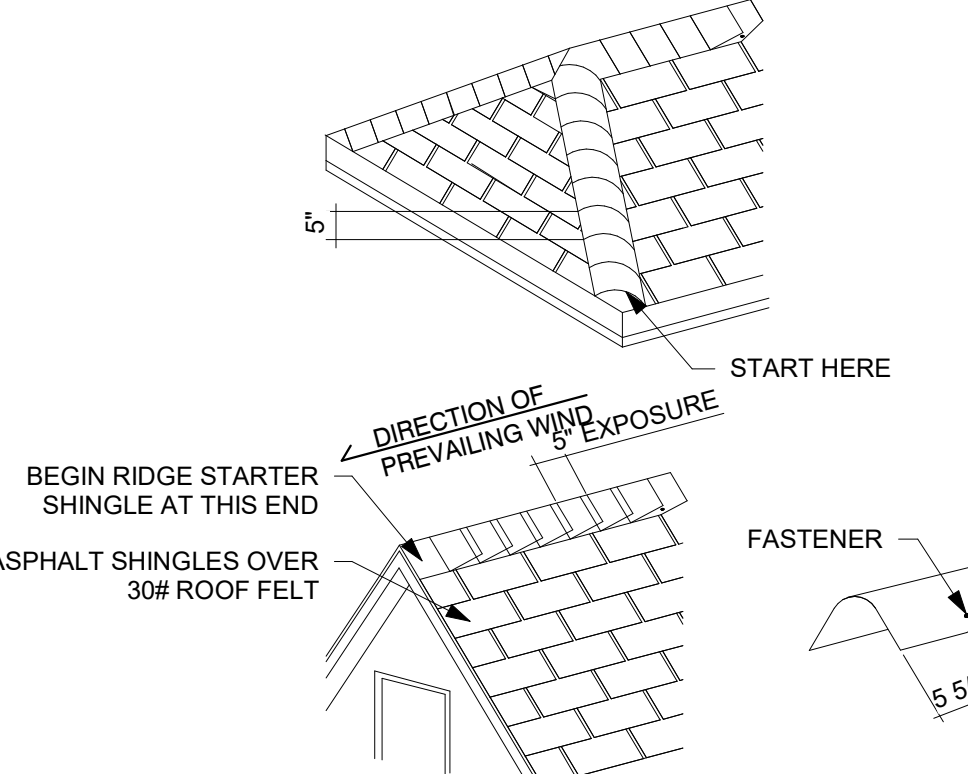 5"
START HERE
DIRECTION OF
PREVAILING WIND
5" EXPOSURE
BEGIN RIDGE STARTER
SHINGLE AT THIS END
ASPHALT SHINGLES OVER
30# ROOF FELT
FASTENER